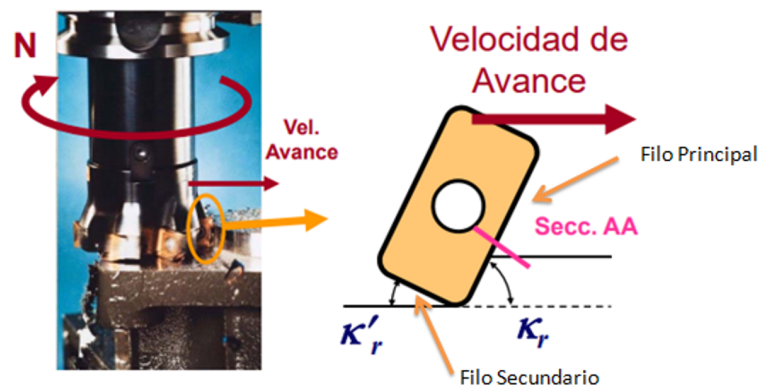 N
Vel.
Avance
Velocidad de
Avance
Filo Principal
Secc. AA
κ′r
κr
Filo Secundario